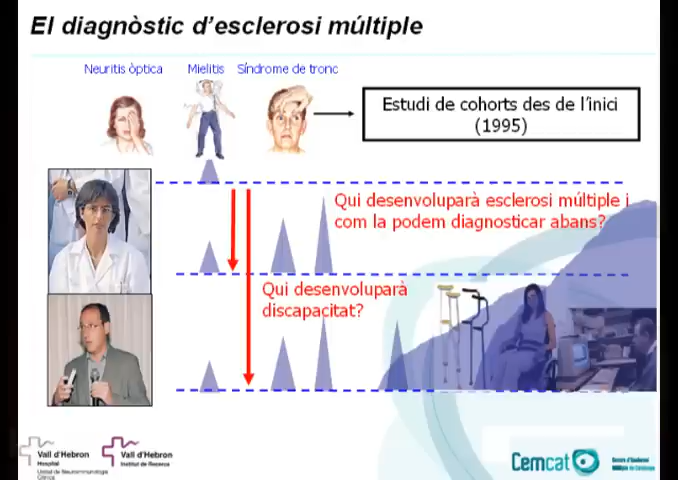 El diagnòstic d'esclerosi múltiple
Neuritis òptica
Mielitis
Síndrome de tronc
Estudi de cohorts des de l'inici
(1995)
Qui desenvoluparà esclerosi múltiple i
com la podem diagnosticar abans?
Qui desenvoluparà
discapacitat?
Vall d'Hebron
Hospital
Unitat de Neuroimmunologia
Clínica
Vall d'Hebron
Institut de Recerca
Cemcat